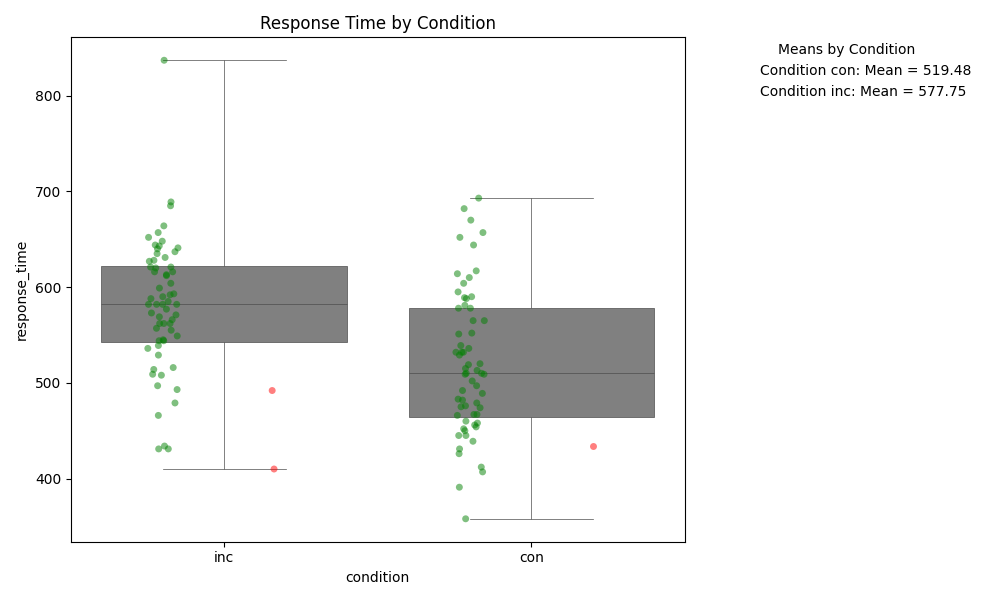 Response Time by Condition
Means by Condition
Condition con: Mean = 519.48
Condition inc: Mean = 577.75
response_time
800
700
600
500
400
inc
con
condition